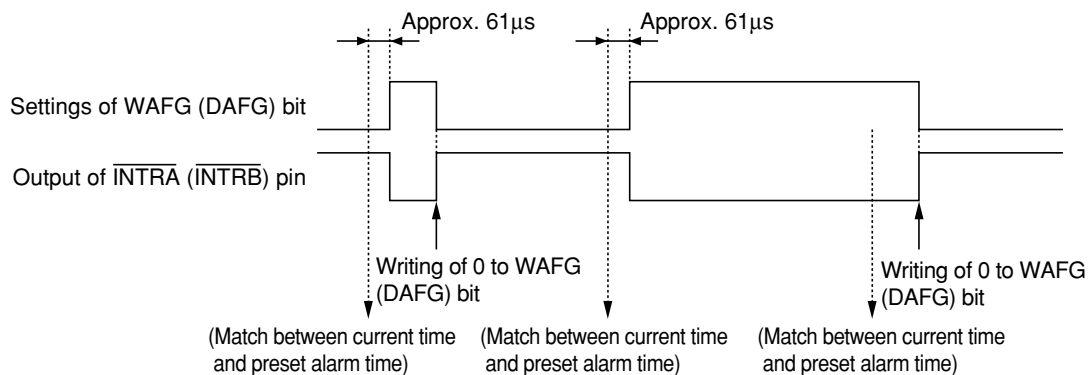 Approx. 61μs Approx. 61μs
Settings of WAFG (DAFG) bit
Output of I̅N̅T̅R̅A̅ (I̅N̅T̅R̅B̅) pin
Writing of 0 to WAFG
(DAFG) bit
Writing of 0 to WAFG
(DAFG) bit
(Match between current time
and preset alarm time)
(Match between current time
and preset alarm time)
(Match between current time
and preset alarm time)